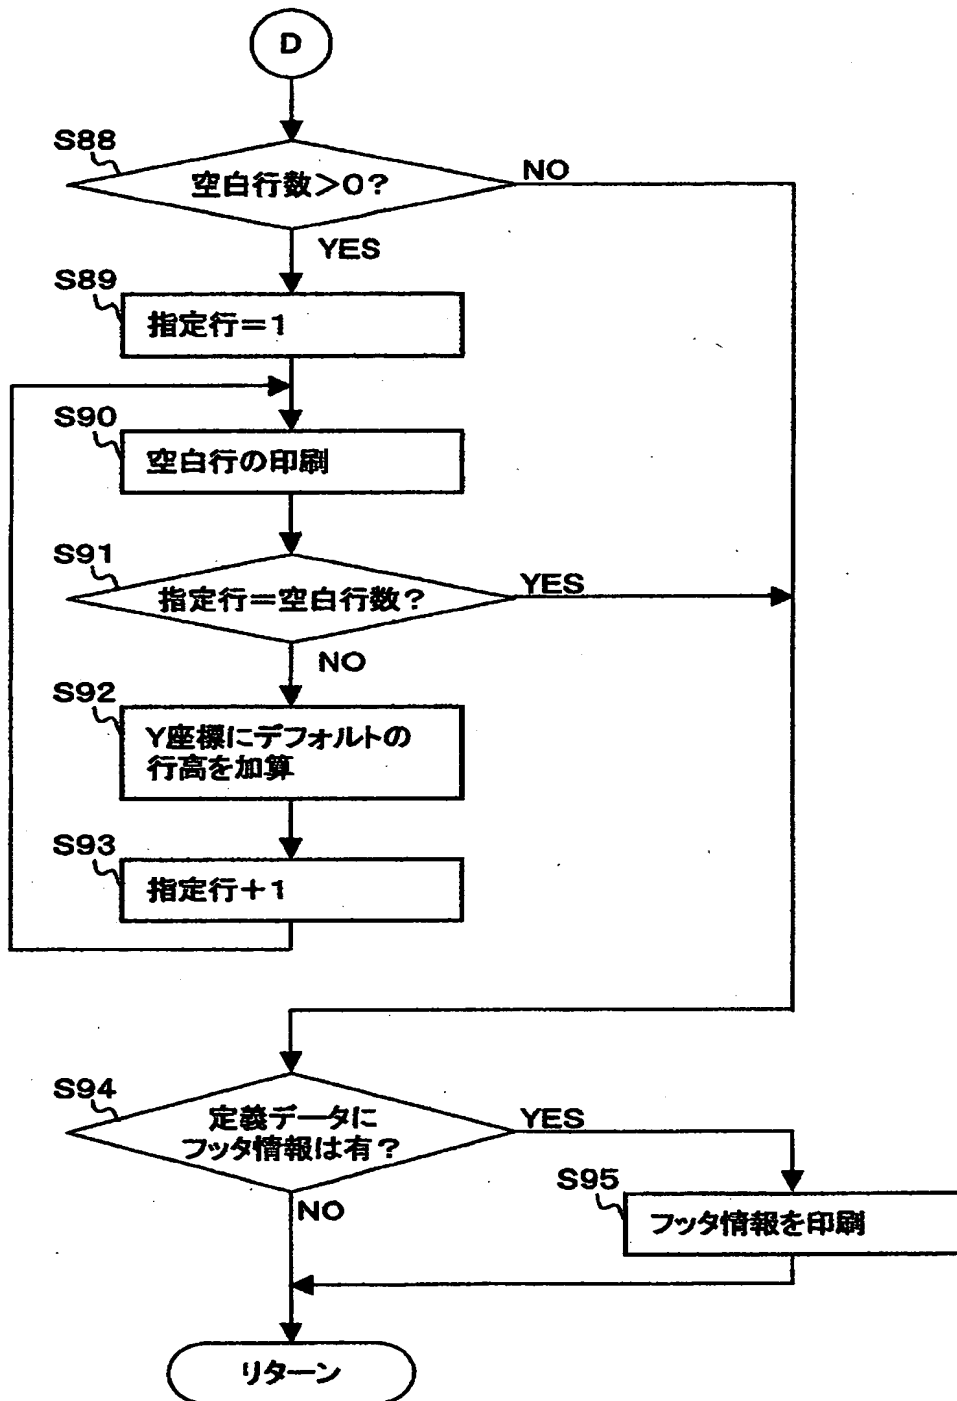 D
S88
空白行数>0?
NO
YES
S89
指定行=1
S90
空白行の印刷
S91
指定行=空白行数?
YES
NO
S92
Y座標にデフォルトの
行高を加算
S93
指定行+1
S94
定義データに
フッタ情報は有?
YES
NO
S95
フッタ情報を印刷
リターン